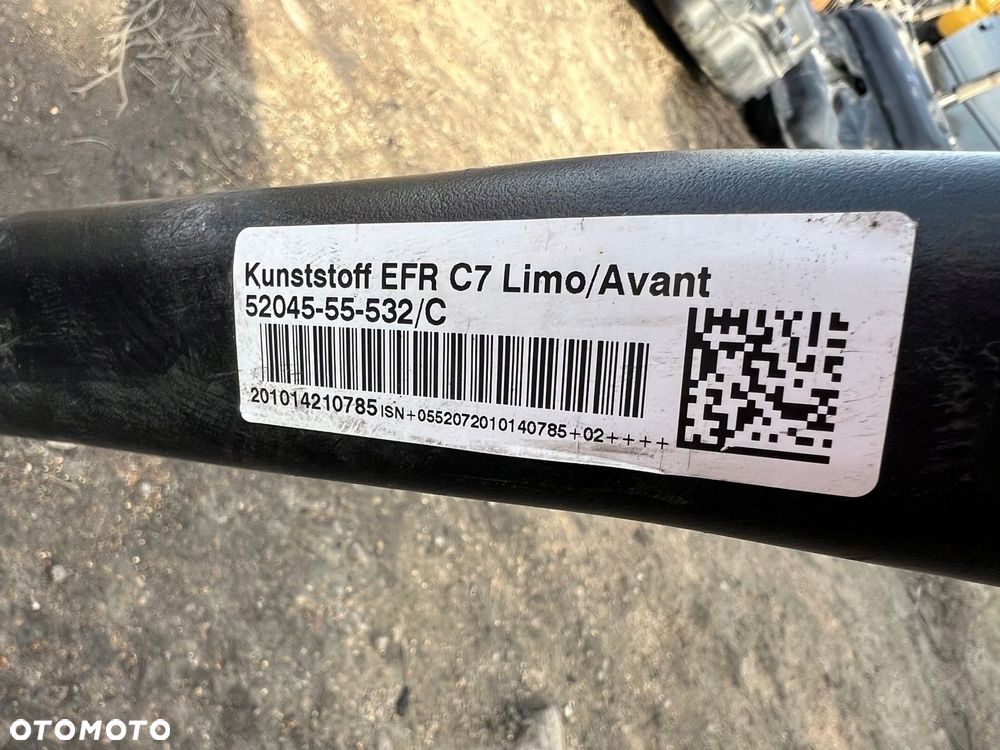 Kunststoff EFR C7 Limo/Avant
52045-55-532/C
201014210785 ISN+0552072010140785+02++++
OTOMOTO